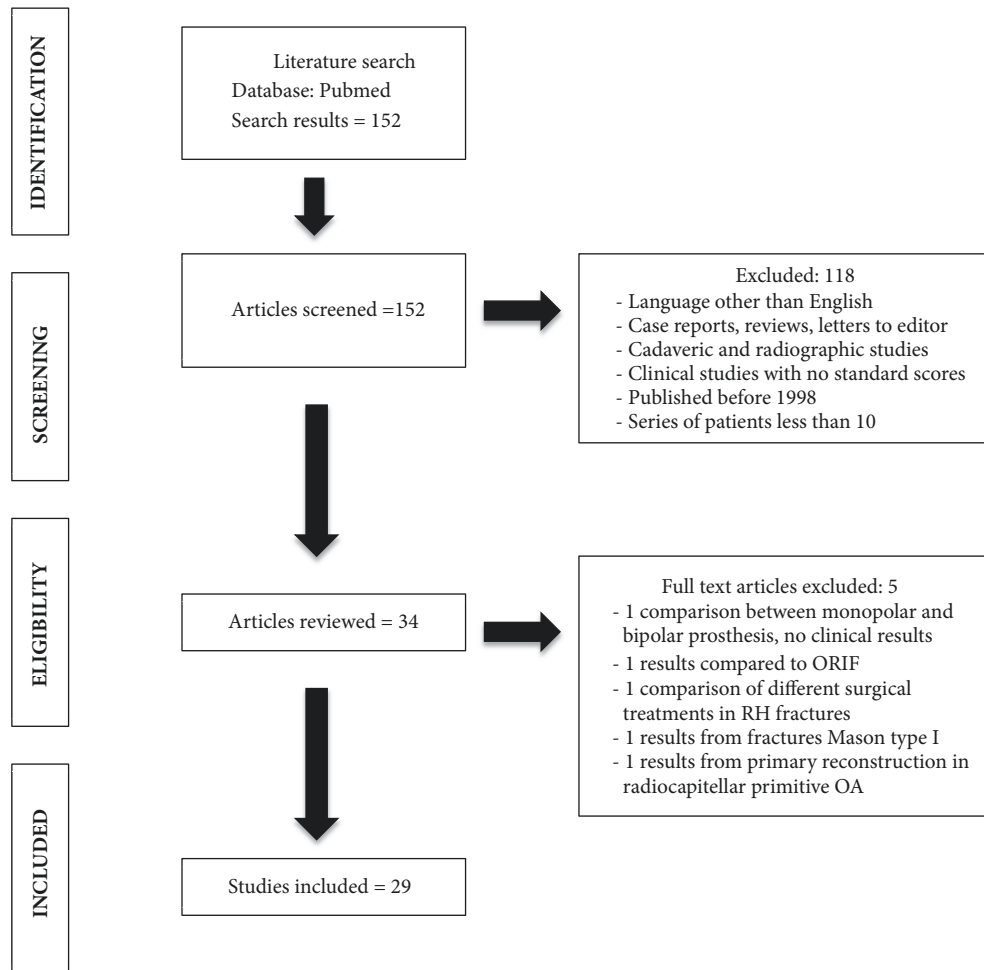 IDENTIFICATION
Literature search
Database: Pubmed
Search results = 152
SCREENING
Articles screened =152
Excluded: 118
- Language other than English
- Case reports, reviews, letters to editor
- Cadaveric and radiographic studies
- Clinical studies with no standard scores
- Published before 1998
- Series of patients less than 10
ELIGIBILITY
Articles reviewed = 34
Full text articles excluded: 5
- 1 comparison between monopolar and
bipolar prosthesis, no clinical results
- 1 results compared to ORIF
- 1 comparison of different surgical
treatments in RH fractures
- 1 results from fractures Mason type I
- 1 results from primary reconstruction in
radiocapitellar primitive OA
INCLUDED
Studies included = 29